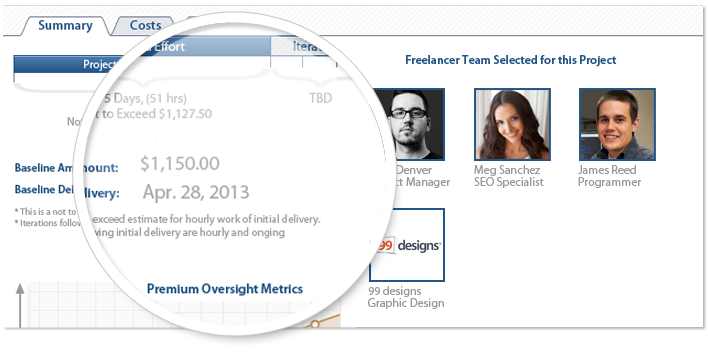 Summary
Costs
Effort
Project
Freelancer Team Selected for this Project
5 Days, (51 hrs)
TBD
to Exceed $1,127.50
Denver
Manager
Meg Sanchez
SEO Specialist
James Reed
Programmer
Baseline Amount: $1,150.00
Baseline Delivery: Apr. 28, 2013
* This is a not to exceed estimate for hourly work of initial delivery.
* Iterations following initial delivery are hourly and onging
99 designs
99 designs
Graphic Design
Premium Oversight Metrics